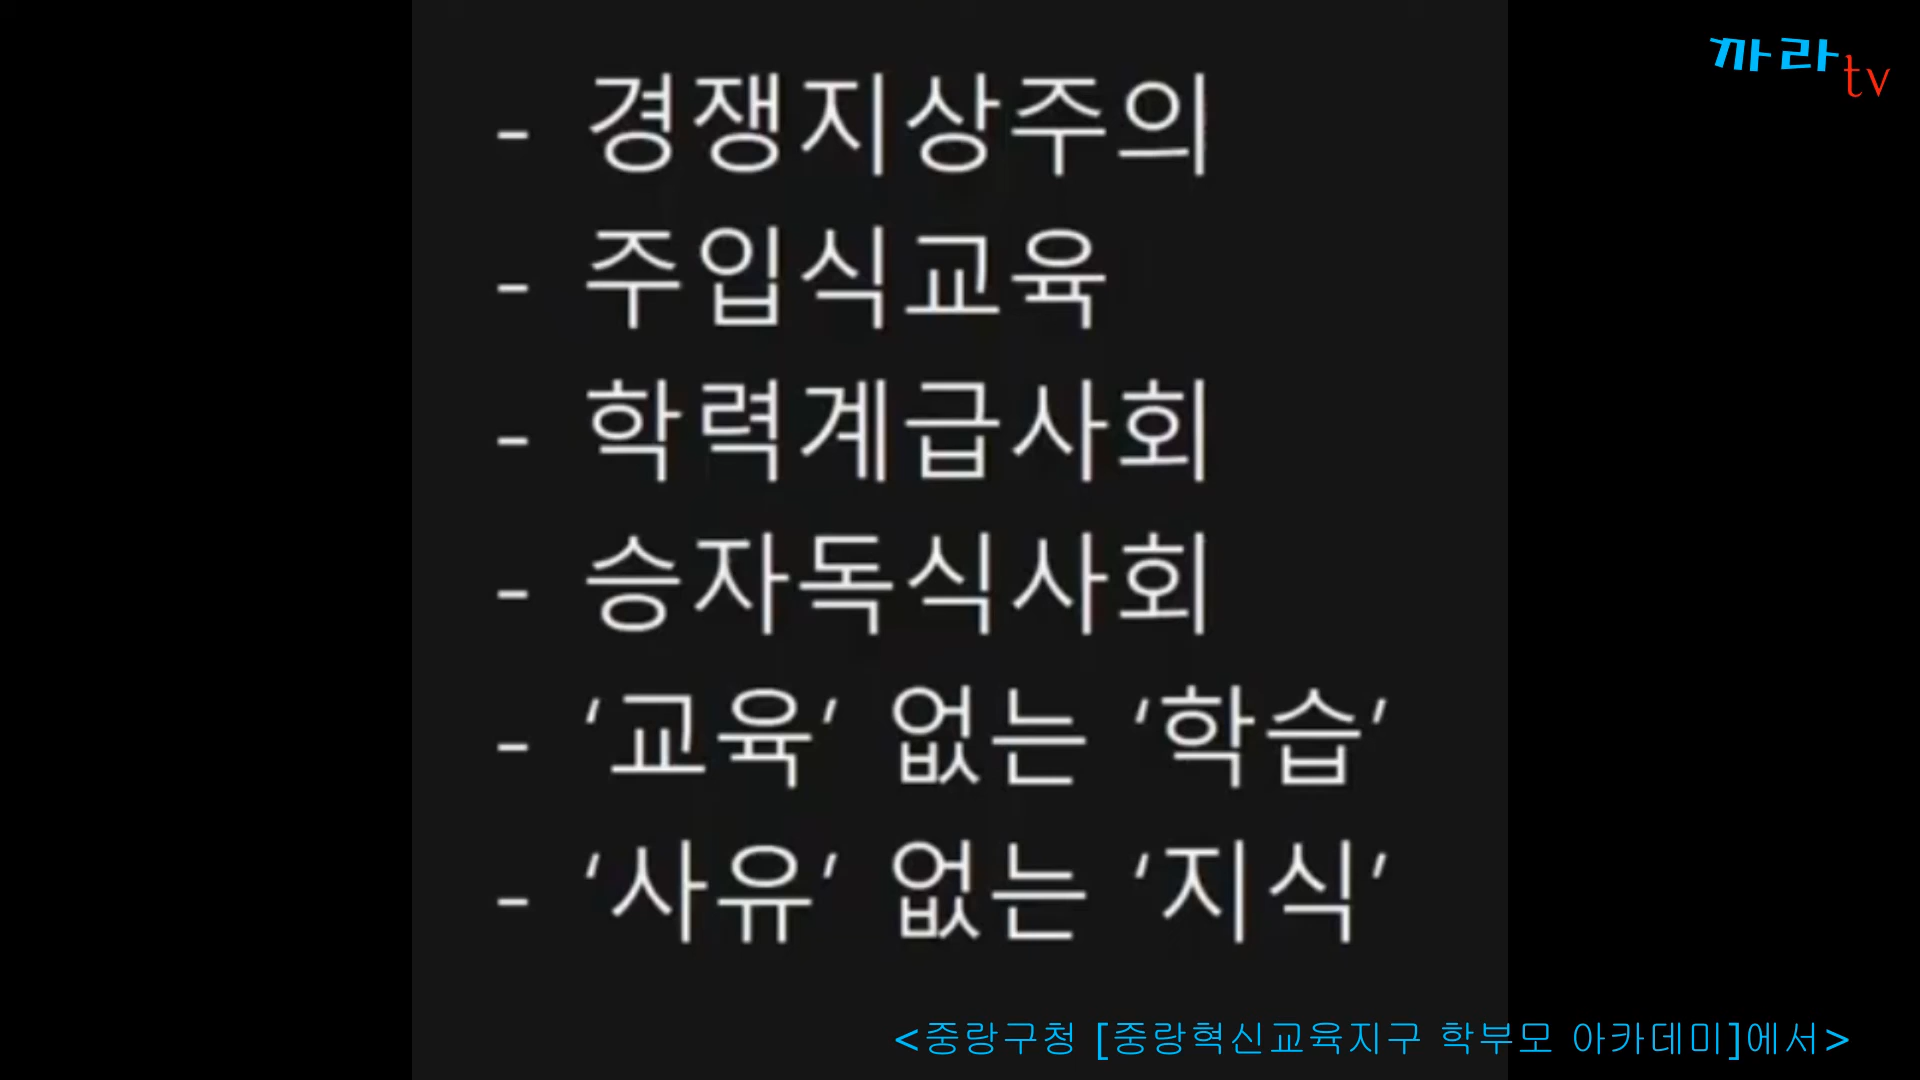 까라tv
- 경쟁지상주의
- 주입식교육
- 학력계급사회
- 승자독식사회
- ‘교육’ 없는 ‘학습’
- ‘사유’ 없는 ‘지식’
<중랑구청 [중랑혁신교육지구 학부모 아카데미]에서>